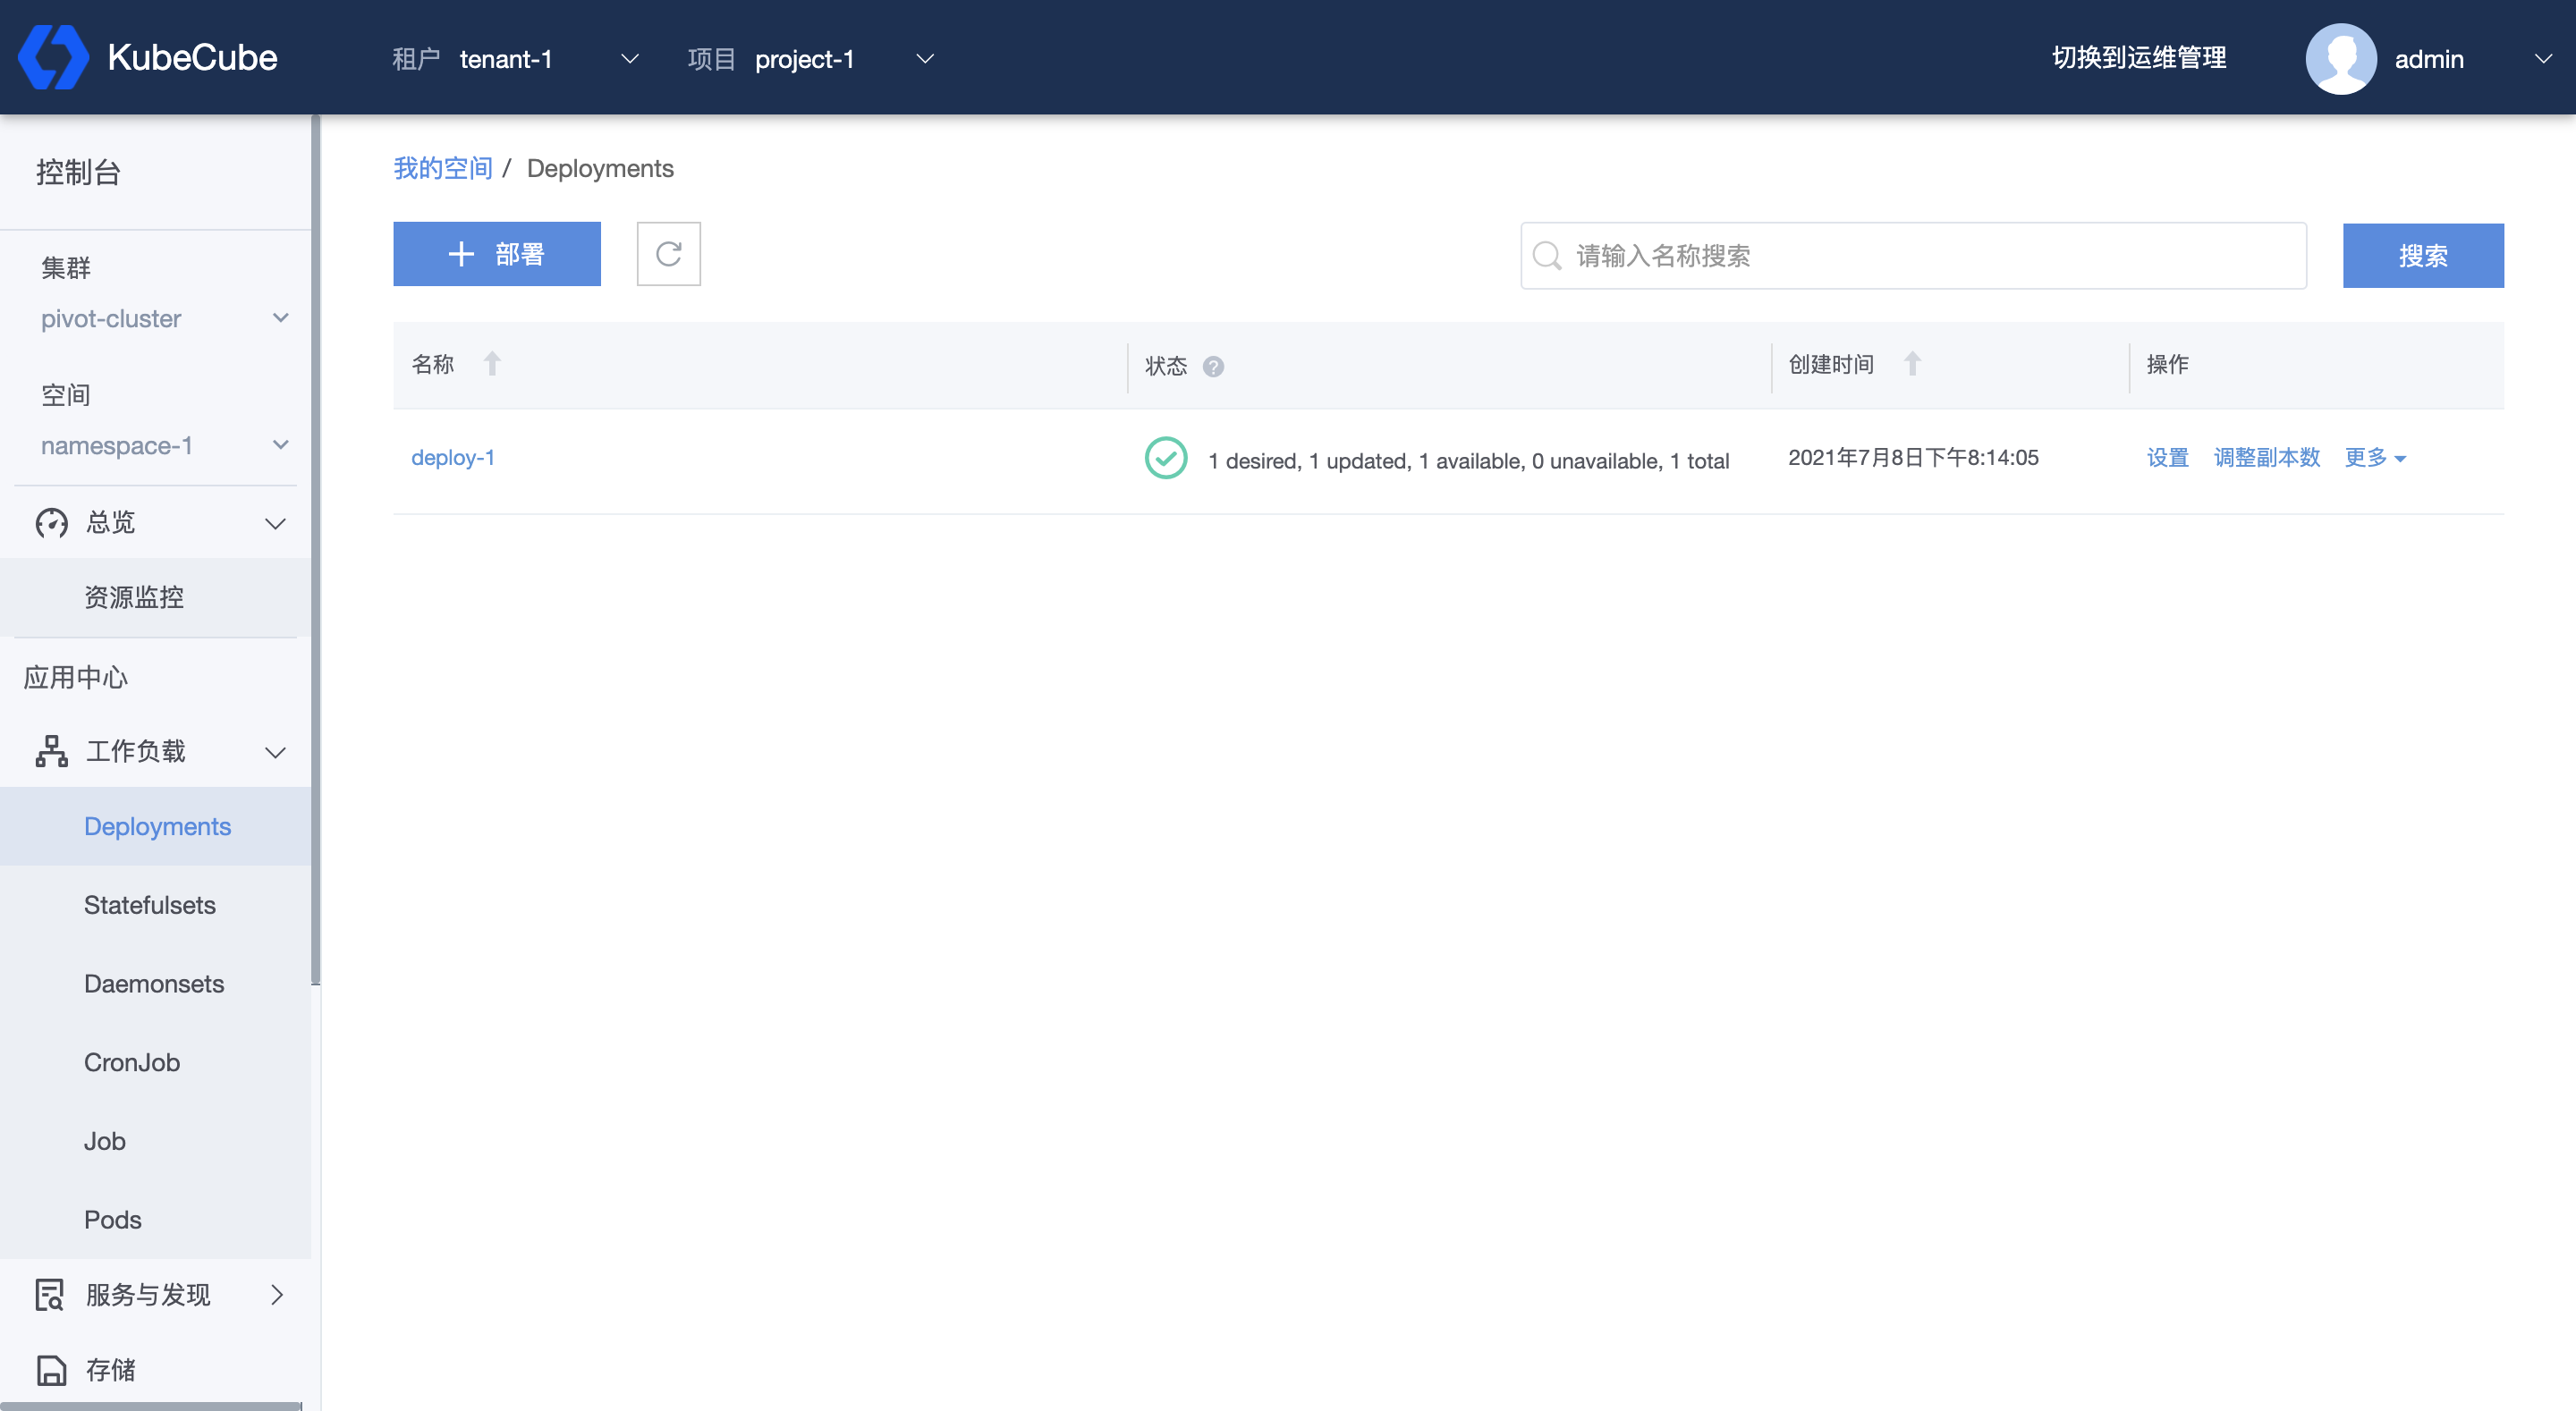 KubeCube 租户 tenant-1 项目 project-1 切换到运维管理 admin
控制台
集群
pivot-cluster
空间
namespace-1
总览
资源监控
应用中心
工作负载
Deployments
Statefulsets
Daemonsets
CronJob
Job
Pods
服务与发现
存储
我的空间 / Deployments
部署 请输入名称搜索 搜索
名称 状态 ? 创建时间 操作
deploy-1 1 desired, 1 updated, 1 available, 0 unavailable, 1 total 2021年7月8日下午8:14:05 设置 调整副本数 更多